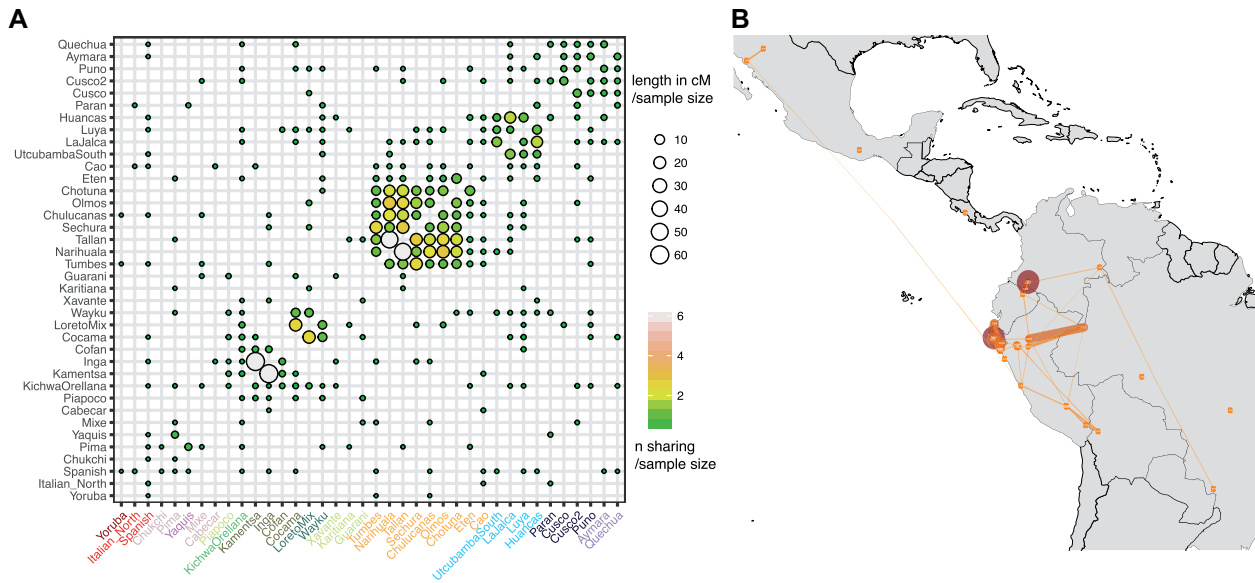 A
B
Quechua
Aymara
Puno
Cusco2
Cusco
Paran
Huancas
Luya
LaJalca
UtcubambaSouth
Cao
Eten
Chotuna
Olmos
Chulucanas
Sechura
Tallan
Narihuala
Tumbes
Guarani
Karitiana
Xavante
Wayku
LoretoMix
Cocama
Cofan
Inga
Kamentsa
KichwaOrellana
Piapoco
Cabecar
Mixe
Yaquis
Pima
Chukchi
Spanish
Italian_North
Yoruba
length in cM
/sample size
10
20
30
40
50
60
6
4
2
n sharing
/sample size
Yoruba
Italian_North
Spanish
Chukchi
Pima
Yaquis
Mixe
Cabecar
Piapoco
KichwaOrellana
Kamentsa
Inga
Cofan
Cocama
LoretoMix
Wayku
Xavante
Karitiana
Guarani
Tumbes
Narihuala
Tallan
Sechura
Chulucanas
Olmos
Chotuna
Eten
Cao
UtcubambaSouth
LaJalca
Luya
Huancas
Paran
Cusco
Cusco2
Puno
Aymara
Quechua